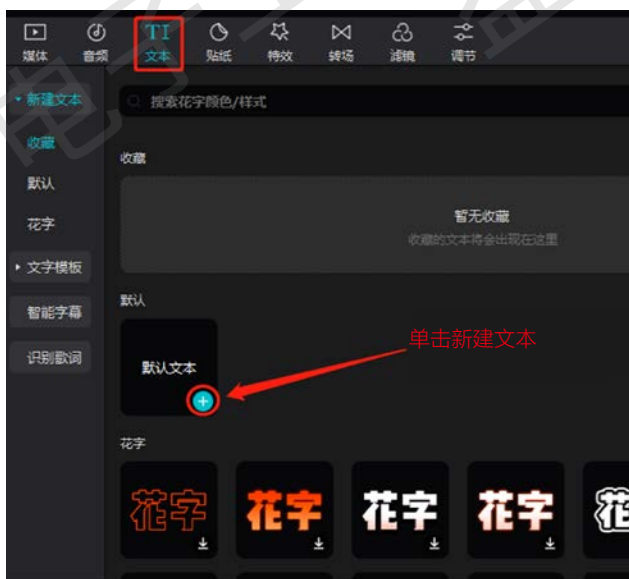 TI
媒体 音频 文本 贴纸 特效 转场 滤镜 调节
新建文本
搜索花字颜色/样式
收藏
收藏
默认
暂无收藏
收藏的文本将会出现在这里
花字
文字模板
默认
智能字幕
单击新建文本
识别歌词
默认文本
花字
花字 花字 花字 花字 花